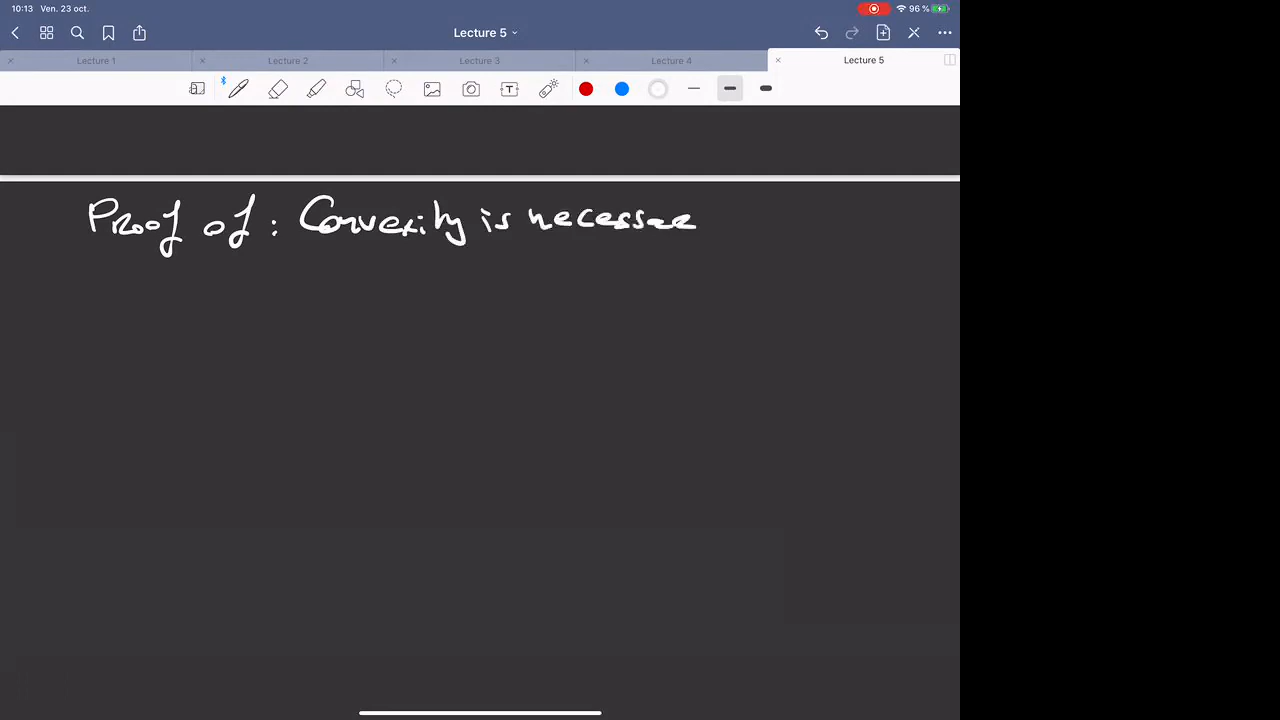 10:13 Ven. 23 oct. 96 %
Lecture 5
Lecture 1 Lecture 2 Lecture 3 Lecture 4 Lecture 5
T
Proof of : Convexity is necessae